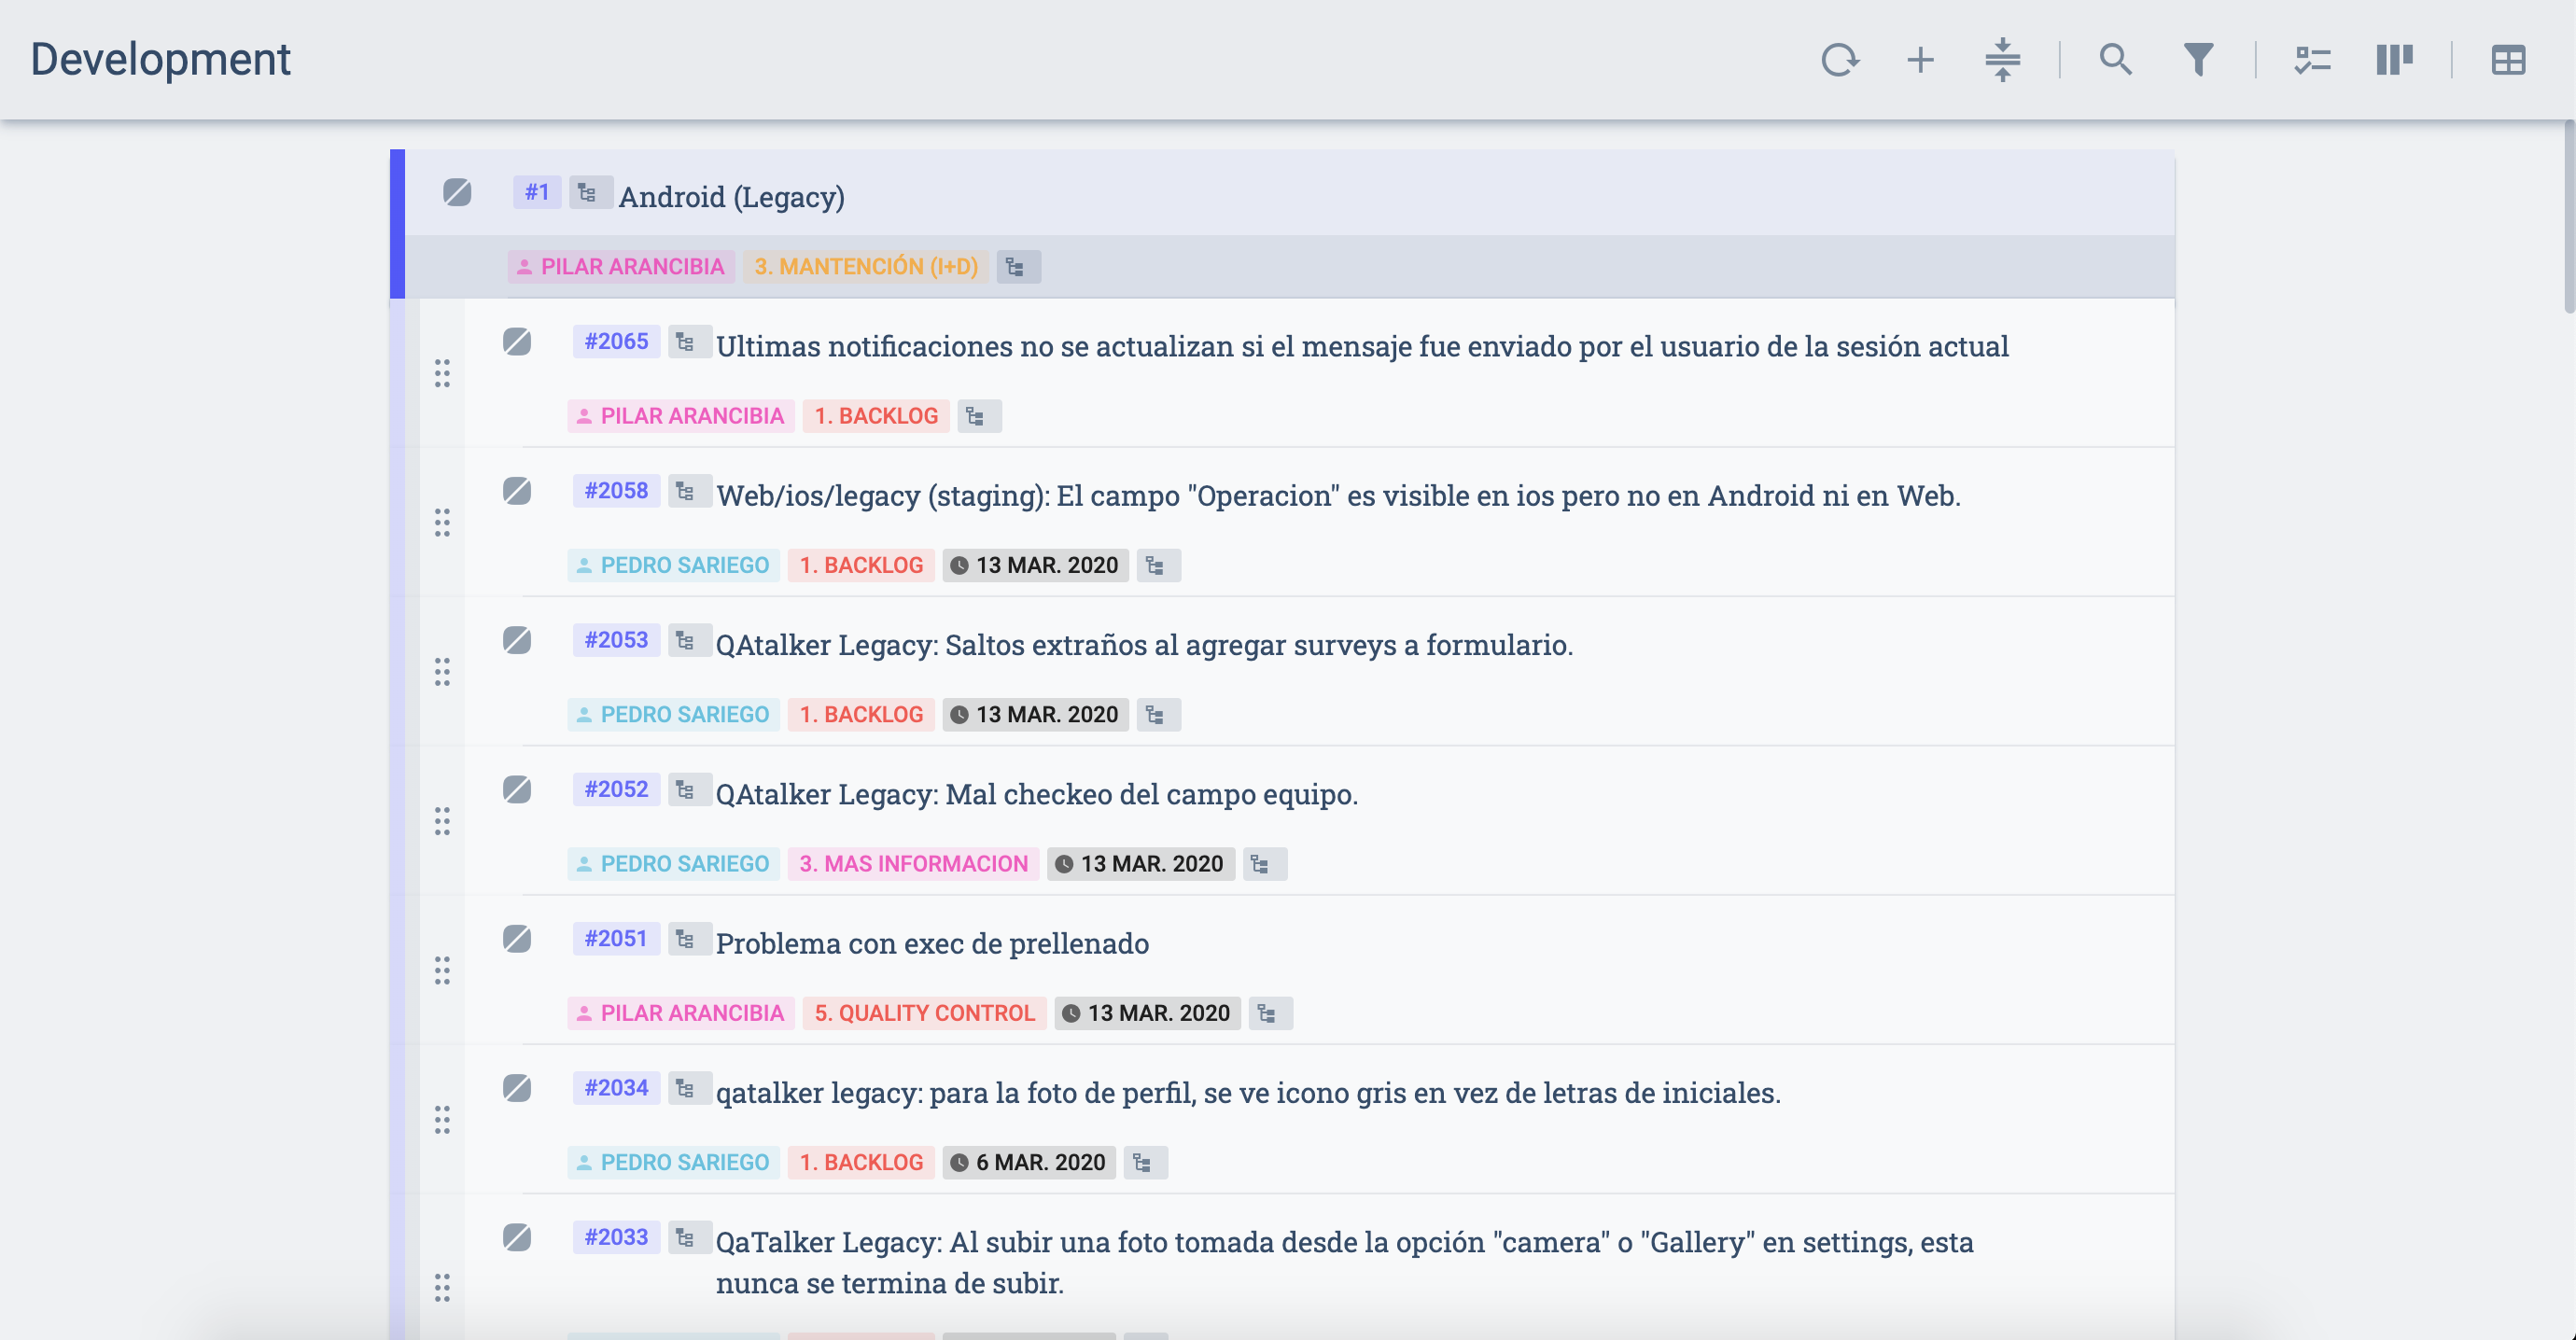 Development
#1 Android (Legacy)
PILAR ARANCIBIA 3. MANTENCIÓN (I+D)
#2065 Ultimas notificaciones no se actualizan si el mensaje fue enviado por el usuario de la sesión actual
PILAR ARANCIBIA 1. BACKLOG
#2058 Web/ios/legacy (staging): El campo "Operacion" es visible en ios pero no en Android ni en Web.
PEDRO SARIEGO 1. BACKLOG 13 MAR. 2020
#2053 QAtalker Legacy: Saltos extraños al agregar surveys a formulario.
PEDRO SARIEGO 1. BACKLOG 13 MAR. 2020
#2052 QAtalker Legacy: Mal checkeo del campo equipo.
PEDRO SARIEGO 3. MAS INFORMACION 13 MAR. 2020
#2051 Problema con exec de prellenado
PILAR ARANCIBIA 5. QUALITY CONTROL 13 MAR. 2020
#2034 qatalker legacy: para la foto de perfil, se ve icono gris en vez de letras de iniciales.
PEDRO SARIEGO 1. BACKLOG 6 MAR. 2020
#2033 QaTalker Legacy: Al subir una foto tomada desde la opción "camera" o "Gallery" en settings, esta
nunca se termina de subir.